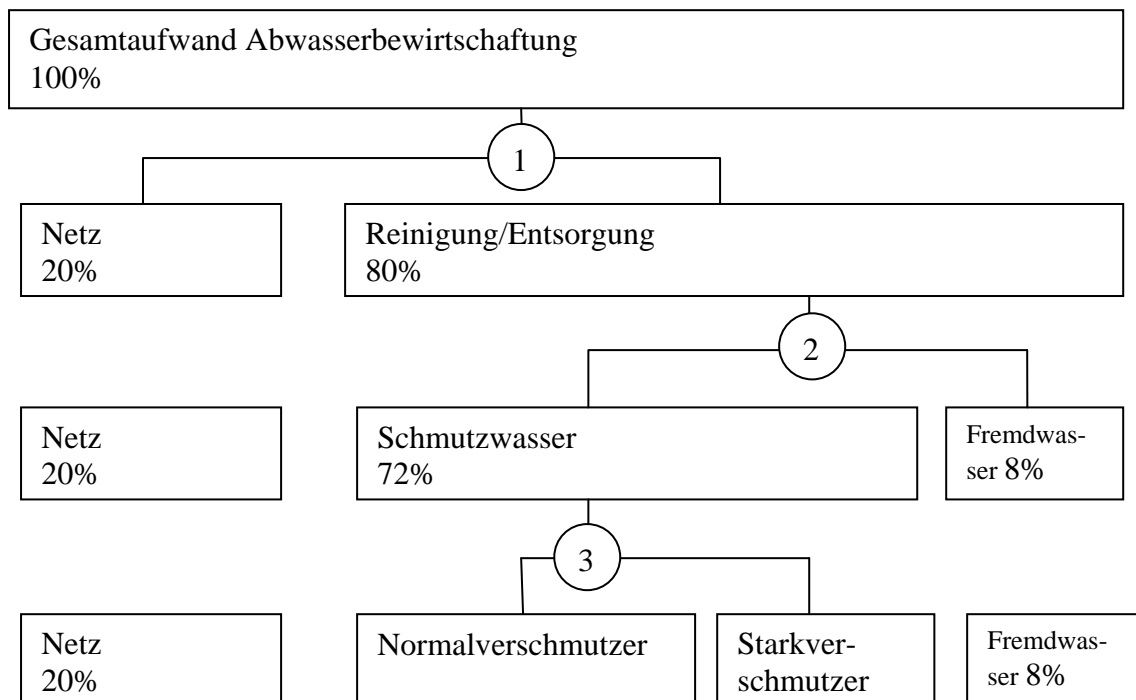 Gesamtaufwand Abwasserbewirtschaftung
100%
1
Netz
20%
Reinigung/Entsorgung
80%
2
Netz
20%
Schmutzwasser
72%
Fremdwas-
ser 8%
3
Netz
20%
Normalverschmutzer
Starkver-
schmutzer
Fremdwas-
ser 8%